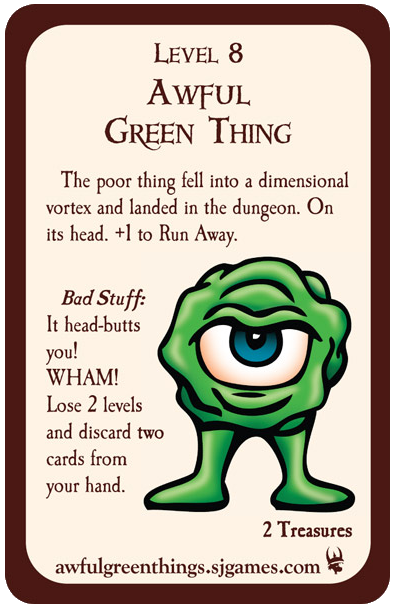 Level 8
Awful
Green Thing
The poor thing fell into a dimensional
vortex and landed in the dungeon. On
its head. +1 to Run Away.
Bad Stuff:
It head-butts
you!
WHAM!
Lose 2 levels
and discard two
cards from
your hand.
2 Treasures
awfulgreenthings.sjgames.com